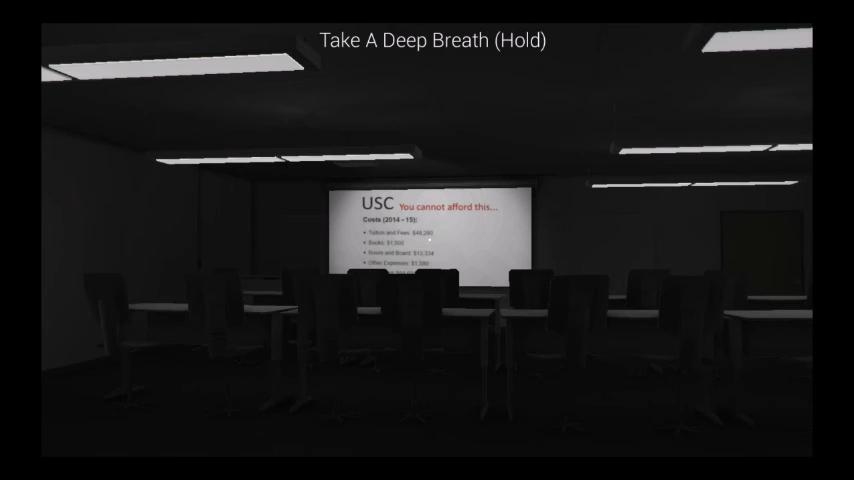 Take A Deep Breath (Hold)
USC You cannot afford this...
Costs (2014 - 15):
• Tuition and Fees: $48,280
• Books: $1,500
• Room and Board: $13,334
• Other Expenses: $1,580